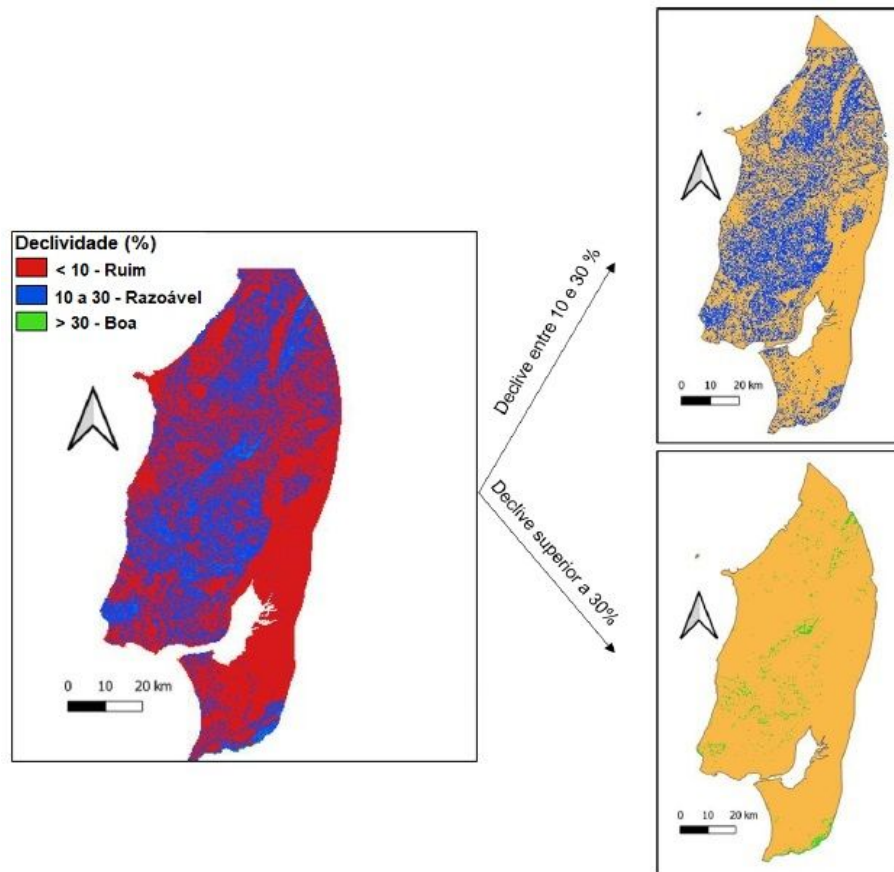 Declividade (%)
< 10 - Ruim
10 a 30 - Razoável
> 30 - Boa
0 10 20 km
Declive entre 10 e 30 %
Declive superior a 30%
0 10 20 km
0 10 20 km